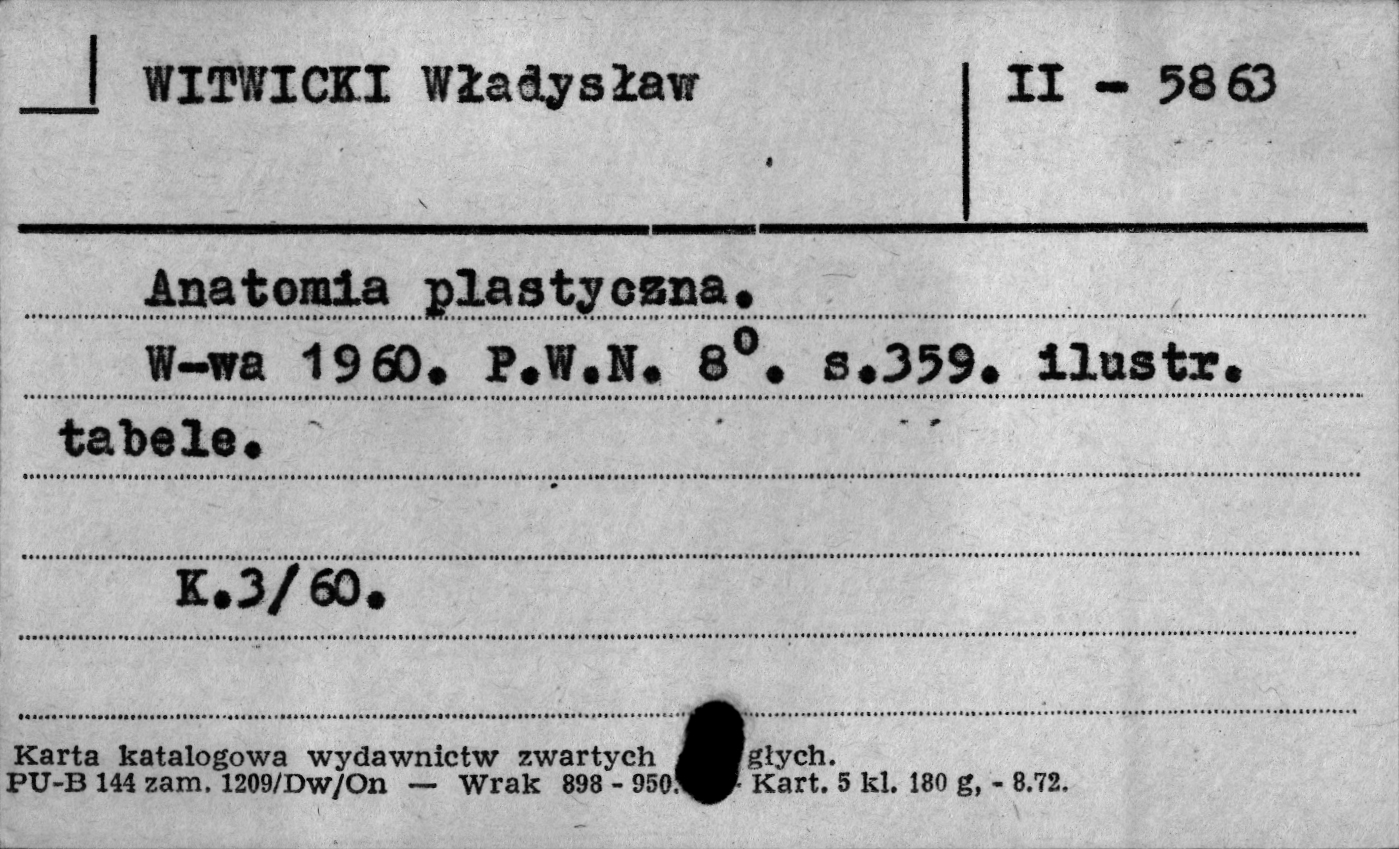 WITWICKI Władysław
II - 5863
Anatomia plastyczna.
W-wa 1960. P.W.N. 8°. s.359. ilustr.
tabele.
K.3/60.
Karta katalogowa wydawnictw zwartych głych.
PU-B 144 zam. 1209/Dw/On — Wrak 898 - 950. Kart. 5 kl. 180 g, - 8.72.